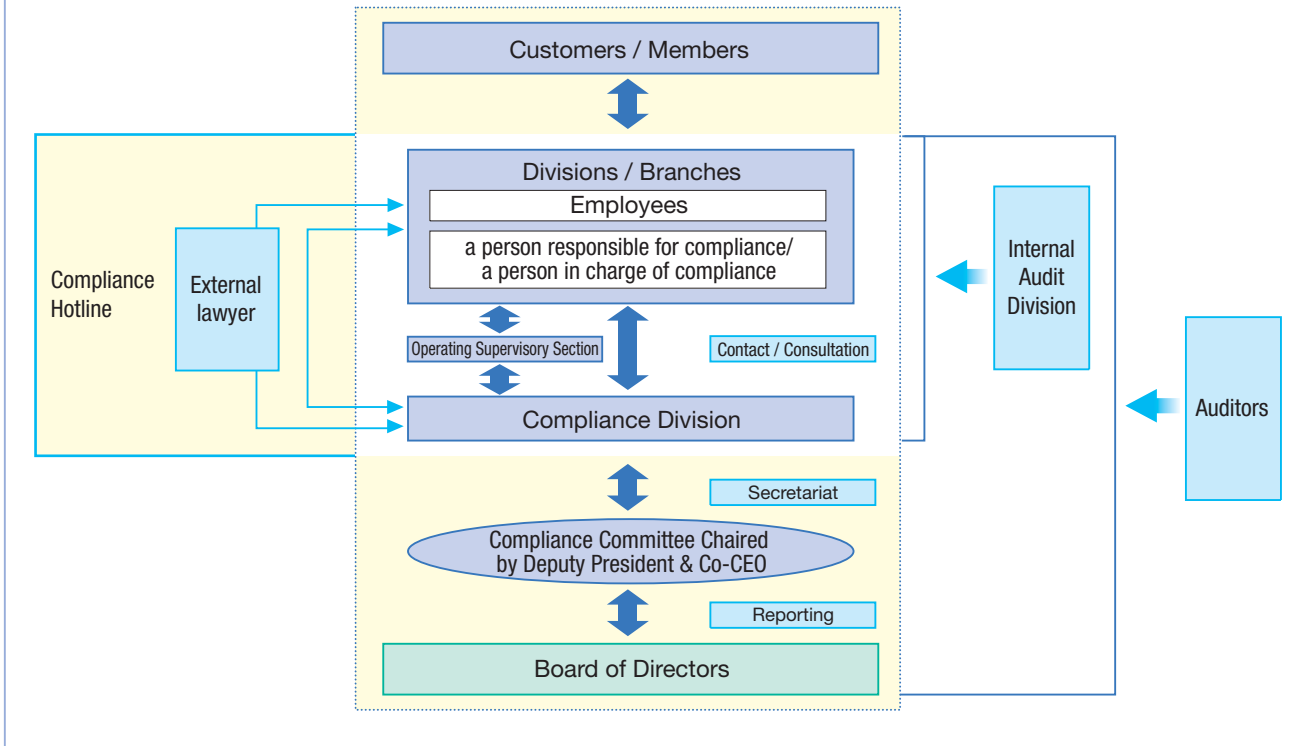 Customers / Members
Divisions / Branches
Employees
a person responsible for compliance/
a person in charge of compliance
Compliance
Hotline
External
lawyer
Operating Supervisory Section
Contact / Consultation
Compliance Division
Internal
Audit
Division
Auditors
Secretariat
Compliance Committee Chaired
by Deputy President & Co-CEO
Reporting
Board of Directors